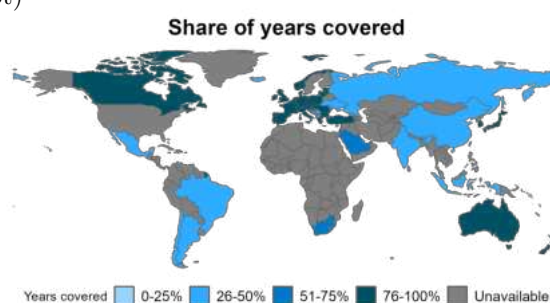 Share of years covered
Years covered 0-25% 26-50% 51-75% 76-100% Unavailable